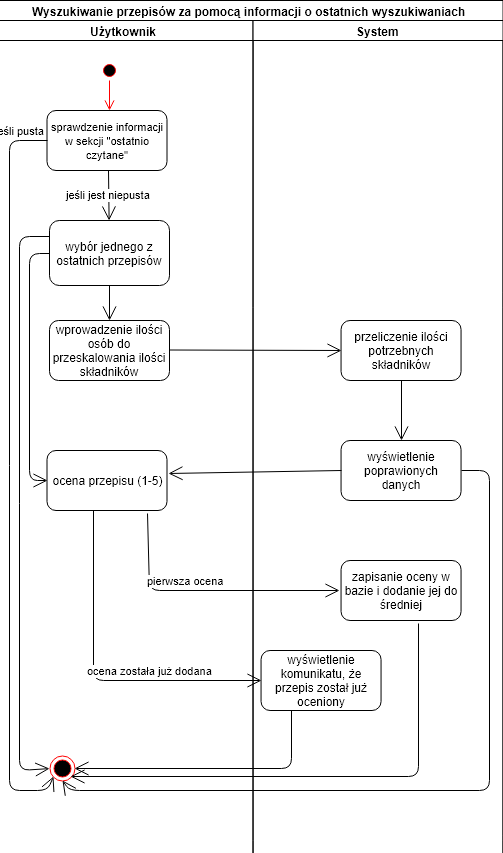 Wyszukiwanie przepisów za pomocą informacji o ostatnich wyszukiwaniach
Użytkownik
System
sprawdzenie informacji
w sekcji "ostatnio
czytane"
eśli pusta
jeśli jest niepusta
wybór jednego z
ostatnich przepisów
wprowadzenie ilości
osób do
przeskalowania ilości
składników
przeliczenie ilości
potrzebnych
składników
ocena przepisu (1-5)
wyświetlenie
poprawionych
danych
pierwsza ocena
zapisanie oceny w
bazie i dodanie jej do
średniej
ocena została już dodana
wyświetlenie
komunikatu, że
przepis został już
oceniony